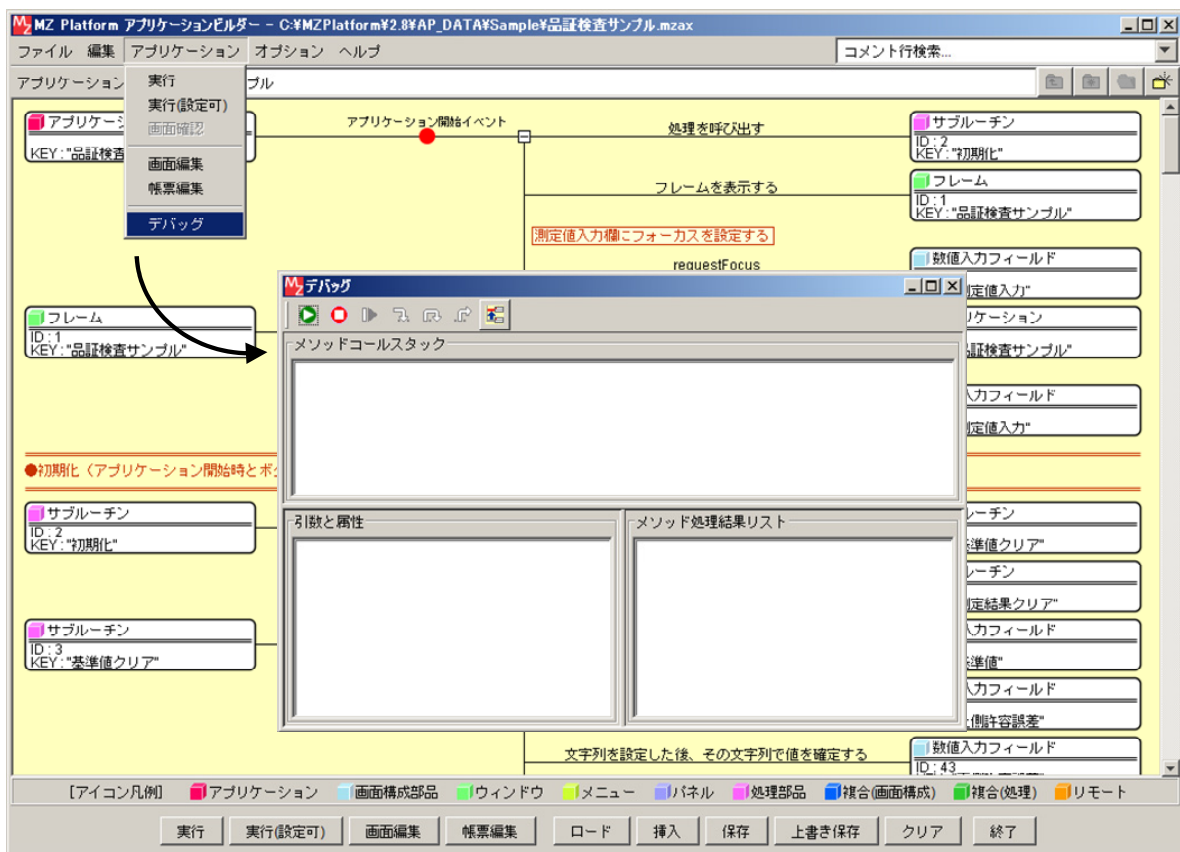 MZ Platform アプリケーションビルダー - C:¥MZPlatform¥2.8¥AP_DATA¥Sample¥品証検査サンプル.mzax
ファイル 編集 アプリケーション オプション ヘルプ
コメント行検索...
アプリケーション
プル
実行
実行(設定可)
画面確認
画面編集
帳票編集
デバッグ
アプリケーシ
KEY:"品証検査
アプリケーション開始イベント
処理を呼び出す
サブルーチン
ID:2
KEY:"初期化"
フレームを表示する
フレーム
ID:1
KEY:"品証検査サンプル"
測定値入力欄にフォーカスを設定する
requestFocus
数値入力フィールド
定値入力"
フレーム
ID:1
KEY:"品証検査サンプル"
リケーション
品証検査サンプル"
入力フィールド
定値入力"
デバッグ
メソッドコールスタック
引数と属性
メソッド処理結果リスト
●初期化(アプリケーション開始時とボ
サブルーチン
ID:2
KEY:"初期化"
ルーチン
準値クリア"
ルーチン
定結果クリア"
サブルーチン
ID:3
KEY:"基準値クリア"
入力フィールド
準値"
入力フィールド
側許容誤差"
文字列を設定した後、その文字列で値を確定する
数値入力フィールド
ID:43
[アイコン凡例] アプリケーション 画面構成部品 ウィンドウ メニュー パネル 処理部品 複合(画面構成) 複合(処理) リモート
実行 実行(設定可) 画面編集 帳票編集 ロード 挿入 保存 上書き保存 クリア 終了